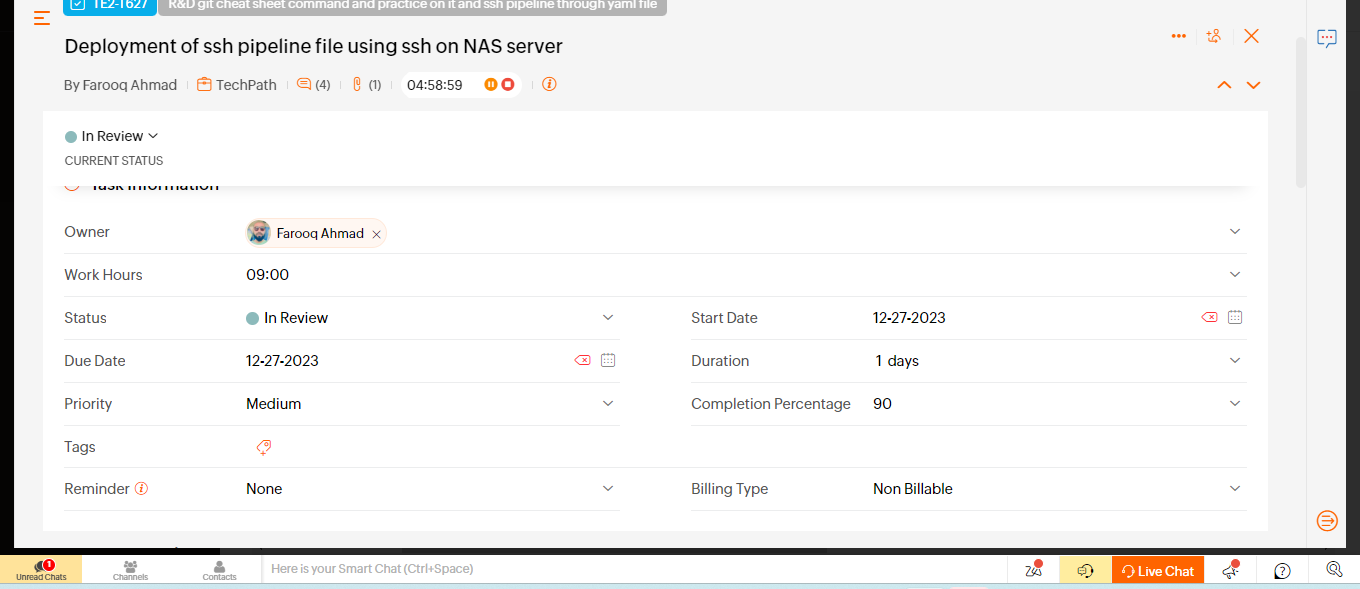 TE2-T627 R&D git cheat sheet command and practice on it and ssh pipeline through yaml file
Deployment of ssh pipeline file using ssh on NAS server
By Farooq Ahmad TechPath (4) (1) 04:58:59
In Review
CURRENT STATUS
Task Information
Owner Farooq Ahmad
Work Hours 09:00
Status In Review Start Date 12-27-2023
Due Date 12-27-2023 Duration 1 days
Priority Medium Completion Percentage 90
Tags
Reminder None Billing Type Non Billable
1
Unread Chats Channels Contacts Here is your Smart Chat (Ctrl+Space) Live Chat